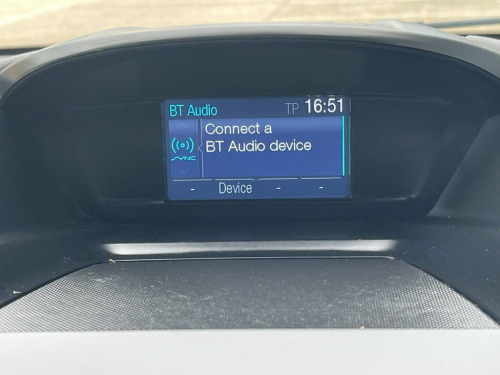 BT Audio TP 16:51
Connect a
BT Audio device
SYNC
- Device - -